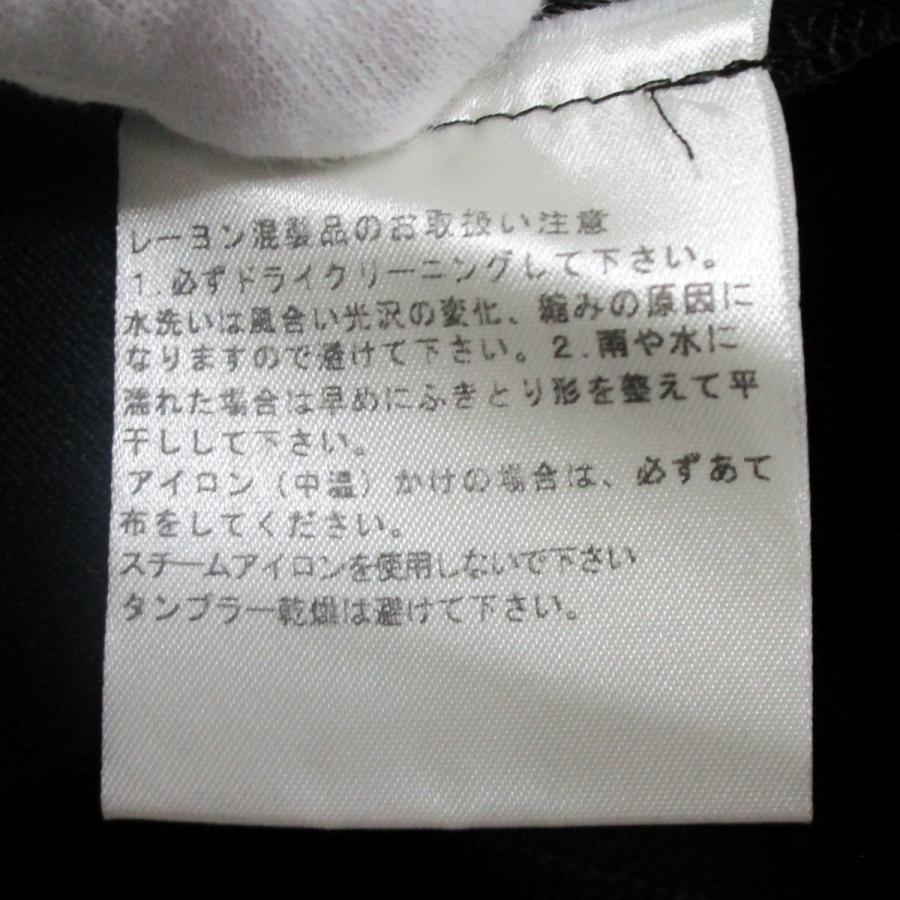 レーヨン混製品のお取扱い注意
1.必ずドライクリーニングして下さい。
水洗いは風合い光沢の変化、縮みの原因に
なりますので避けて下さい。2.雨や水に
濡れた場合は早めにふきとり形を整えて平
干しして下さい。
アイロン(中温)かけの場合は、必ずあて
布をしてください。
スチームアイロンを使用しないで下さい
タンブラー乾燥は避けて下さい。